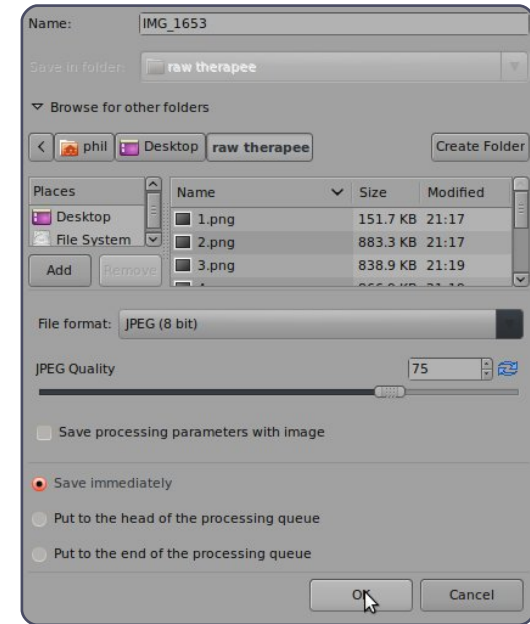 Name: IMG_1653
Save in folder: raw therapee
Browse for other folders
phil Desktop raw therapee Create Folder
Places Name Size Modified
Desktop 1.png 151.7 KB 21:17
File System 2.png 883.3 KB 21:17
Add Remove 3.png 838.9 KB 21:19
File format: JPEG (8 bit)
JPEG Quality 75
Save processing parameters with image
Save immediately
Put to the head of the processing queue
Put to the end of the processing queue
OK Cancel